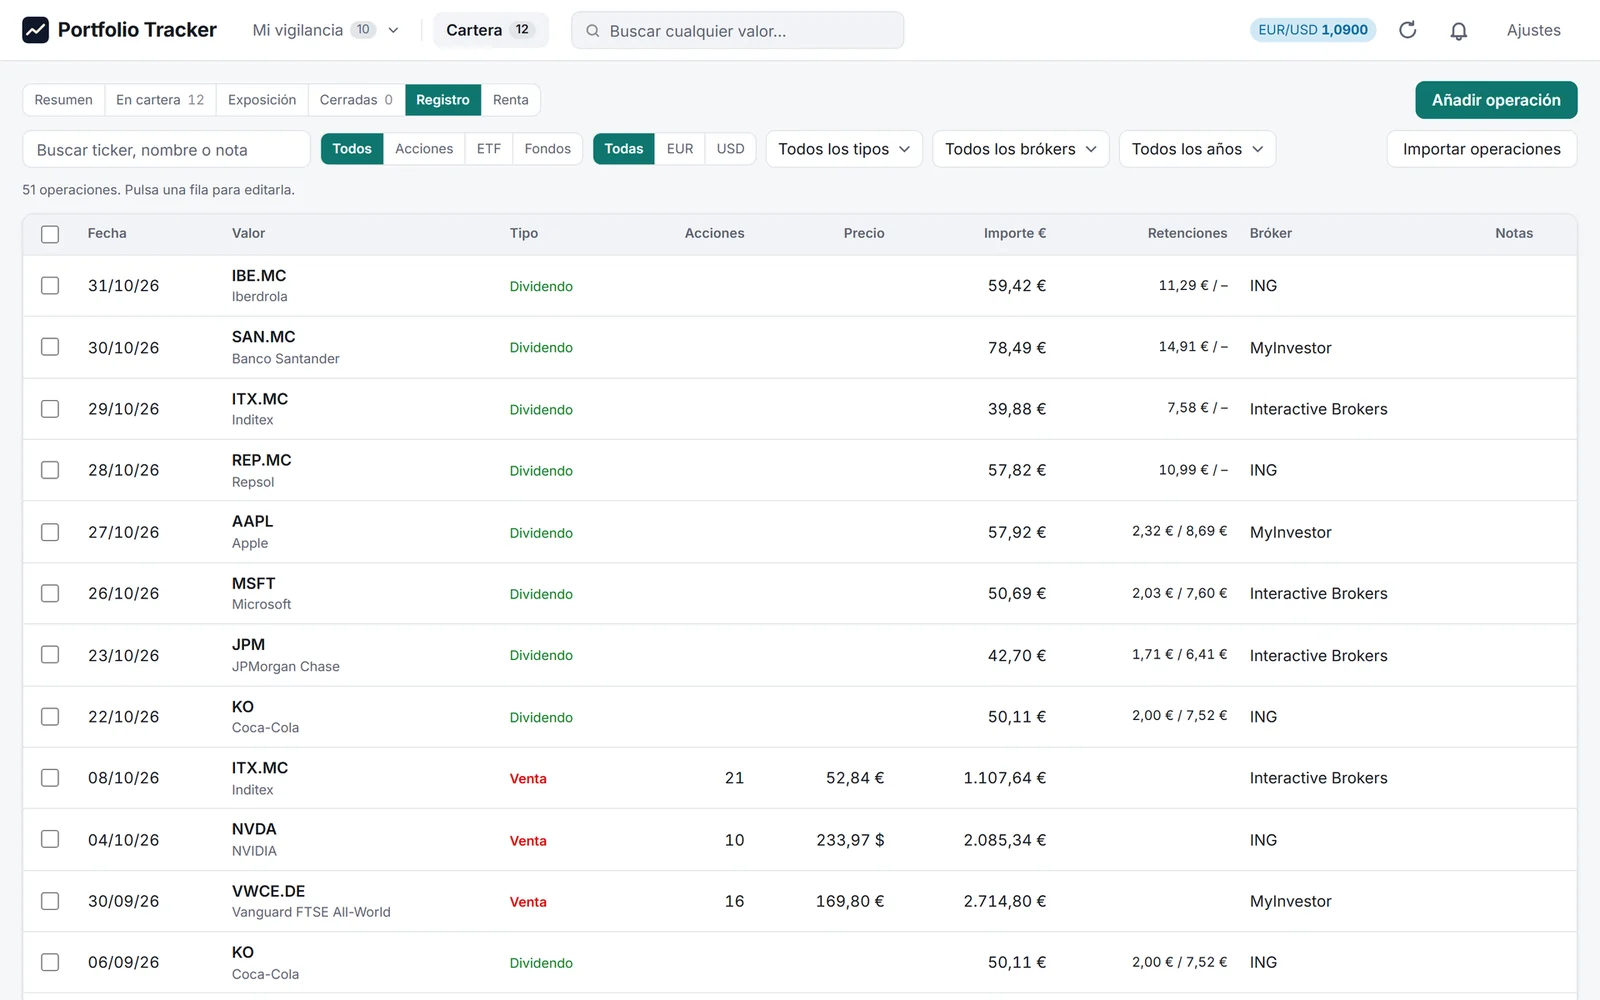 Portfolio Tracker Mi vigilancia 10 Cartera 12 Buscar cualquier valor... EUR/USD 1,0900 Ajustes
Resumen En cartera 12 Exposición Cerradas 0 Registro Renta Añadir operación
Buscar ticker, nombre o nota Todos Acciones ETF Fondos Todas EUR USD Todos los tipos Todos los brókers Todos los años Importar operaciones
51 operaciones. Pulsa una fila para editarla.
Fecha Valor Tipo Acciones Precio Importe € Retenciones Bróker Notas
31/10/26 IBE.MC Dividendo 59,42 € 11,29 € / – ING
Iberdrola
30/10/26 SAN.MC Dividendo 78,49 € 14,91 € / – MyInvestor
Banco Santander
29/10/26 ITX.MC Dividendo 39,88 € 7,58 € / – Interactive Brokers
Inditex
28/10/26 REP.MC Dividendo 57,82 € 10,99 € / – ING
Repsol
27/10/26 AAPL Dividendo 57,92 € 2,32 € / 8,69 € MyInvestor
Apple
26/10/26 MSFT Dividendo 50,69 € 2,03 € / 7,60 € Interactive Brokers
Microsoft
23/10/26 JPM Dividendo 42,70 € 1,71 € / 6,41 € Interactive Brokers
JPMorgan Chase
22/10/26 KO Dividendo 50,11 € 2,00 € / 7,52 € ING
Coca-Cola
08/10/26 ITX.MC Venta 21 52,84 € 1.107,64 € Interactive Brokers
Inditex
04/10/26 NVDA Venta 10 233,97 $ 2.085,34 € ING
NVIDIA
30/09/26 VWCE.DE Venta 16 169,80 € 2.714,80 € MyInvestor
Vanguard FTSE All-World
06/09/26 KO Dividendo 50,11 € 2,00 € / 7,52 € ING
Coca-Cola